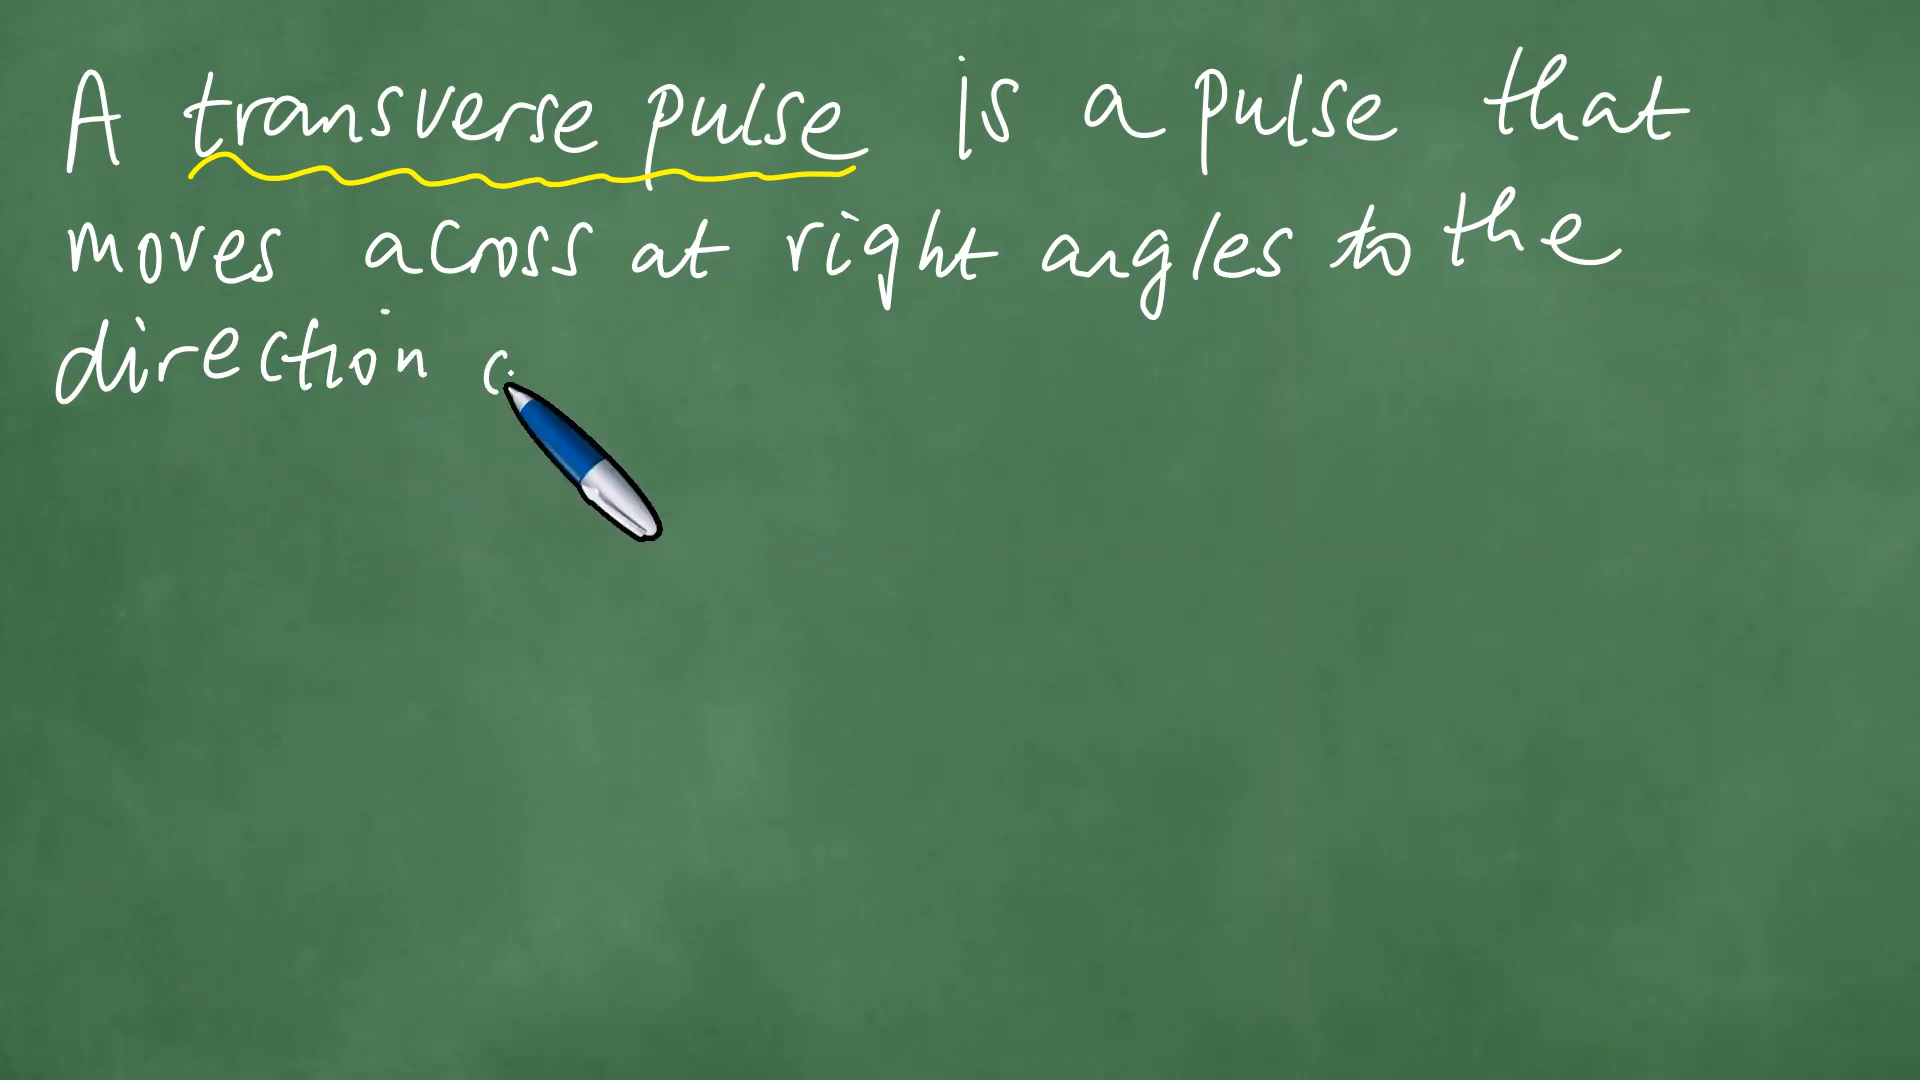 A transverse pulse is a pulse that
moves across at right angles to the
direction